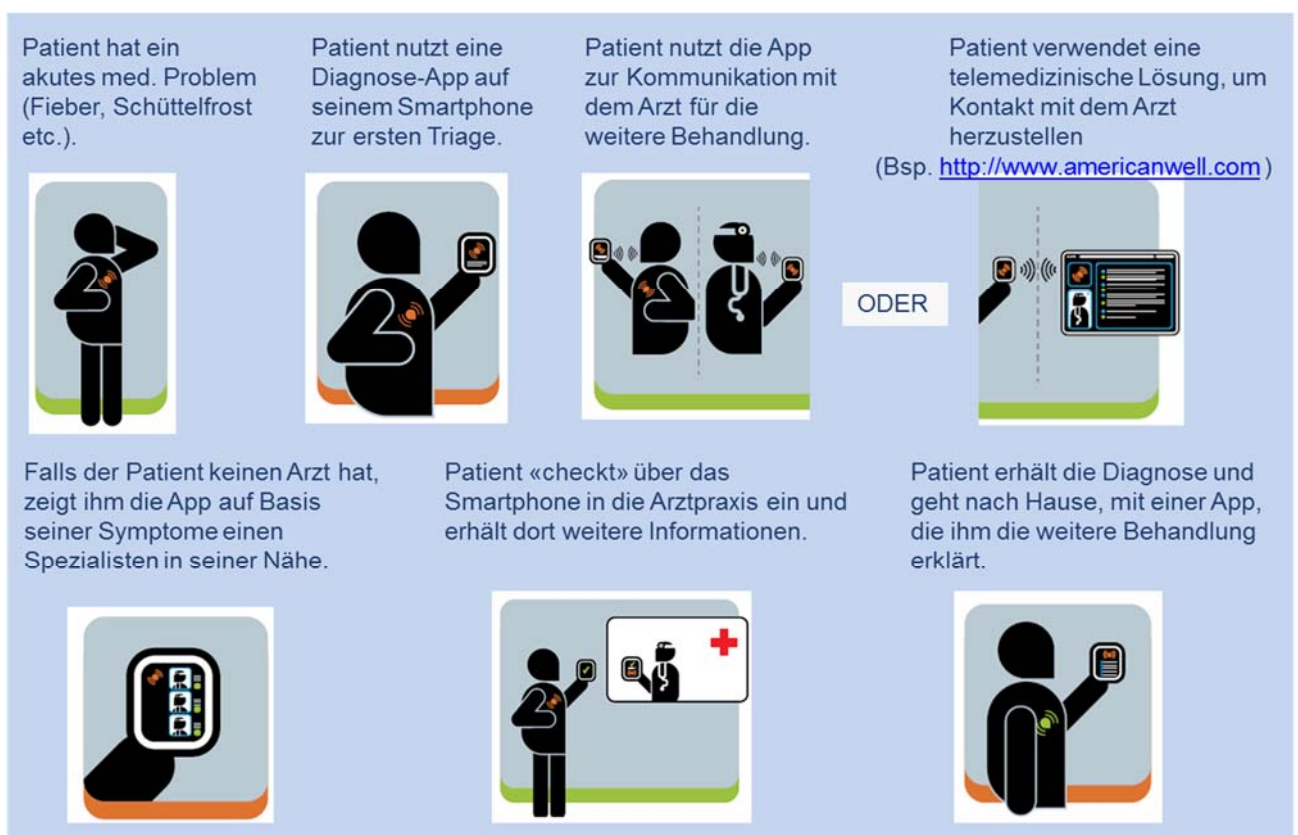 Patient hat ein
akutes med. Problem
(Fieber, Schüttelfrost
etc.).
Patient nutzt eine
Diagnose-App auf
seinem Smartphone
zur ersten Triage.
Patient nutzt die App
zur Kommunikation mit
dem Arzt für die
weitere Behandlung.
Patient verwendet eine
telemedizinische Lösung, um
Kontakt mit dem Arzt
herzustellen
(Bsp. http://www.americanwell.com )
ODER
Falls der Patient keinen Arzt hat,
zeigt ihm die App auf Basis
seiner Symptome einen
Spezialisten in seiner Nähe.
Patient «checkt» über das
Smartphone in die Arztpraxis ein und
erhält dort weitere Informationen.
Patient erhält die Diagnose und
geht nach Hause, mit einer App,
die ihm die weitere Behandlung
erklärt.